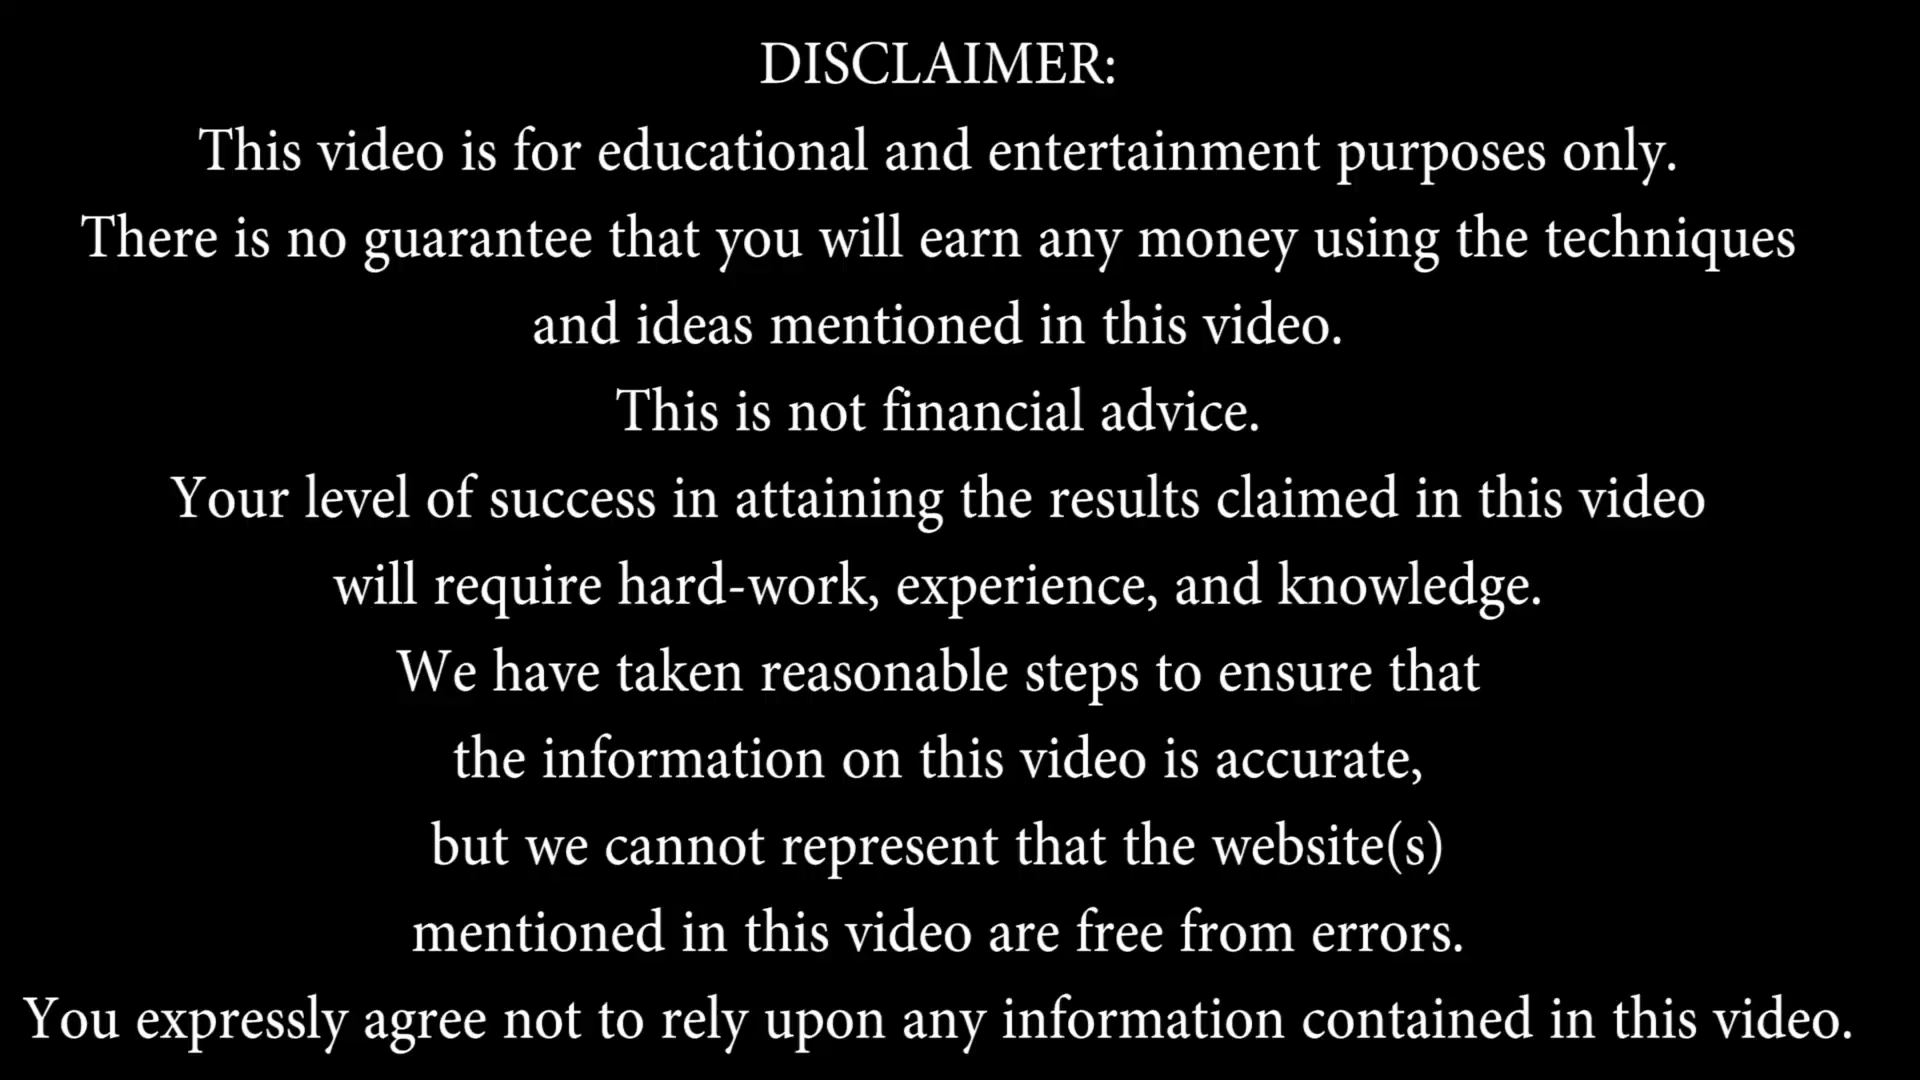 DISCLAIMER:
This video is for educational and entertainment purposes only.
There is no guarantee that you will earn any money using the techniques
and ideas mentioned in this video.
This is not financial advice.
Your level of success in attaining the results claimed in this video
will require hard-work, experience, and knowledge.
We have taken reasonable steps to ensure that
the information on this video is accurate,
but we cannot represent that the website(s)
mentioned in this video are free from errors.
You expressly agree not to rely upon any information contained in this video.